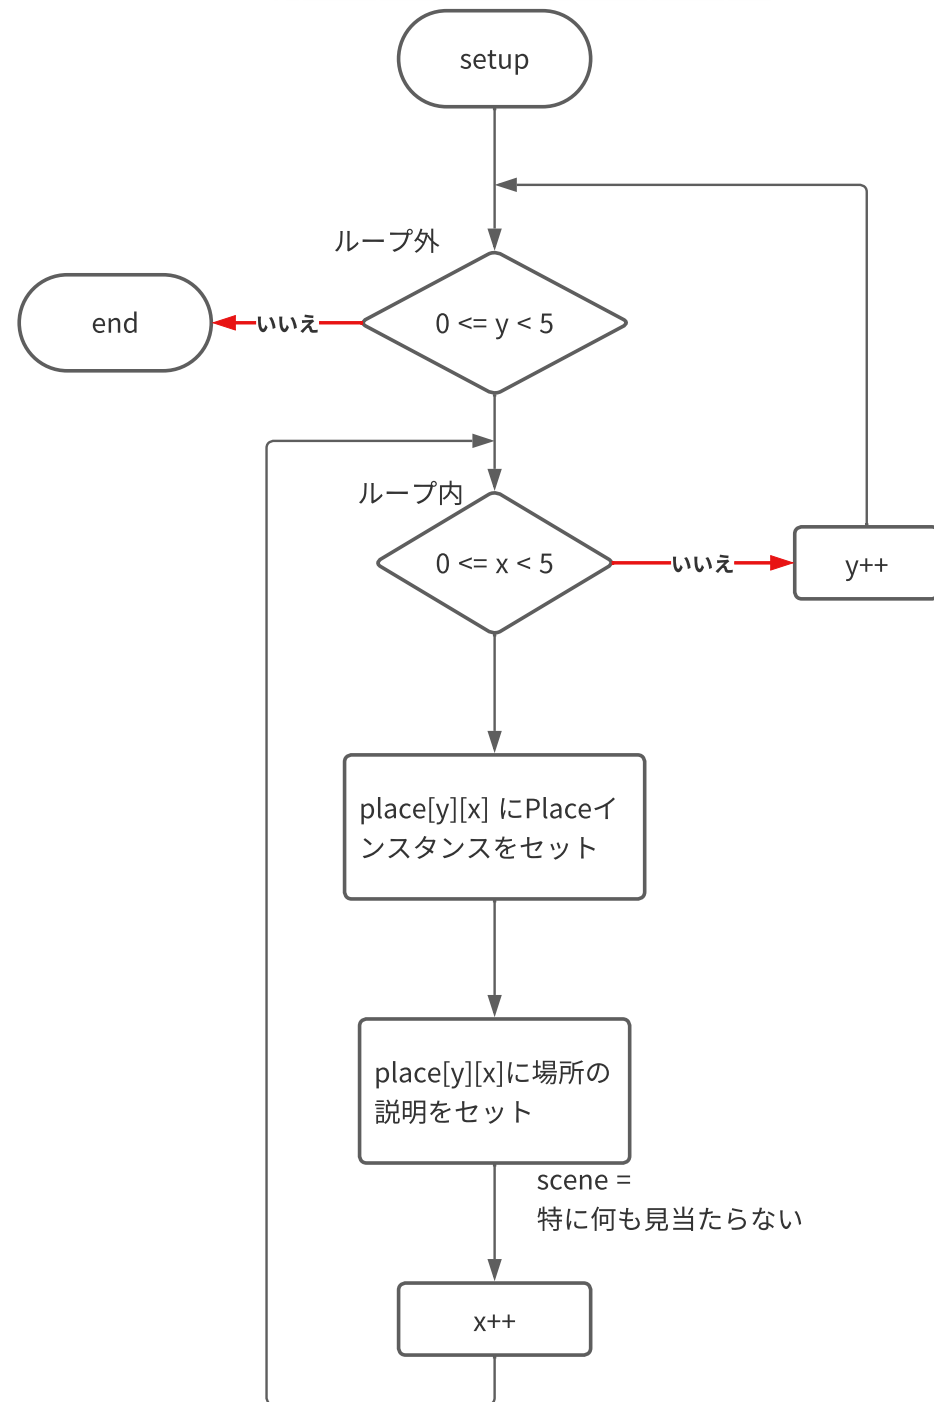 setup
ループ外
end
いいえ
0 <= y < 5
ループ内
0 <= x < 5
いいえ
y++
place[y][x] にPlaceイ
ンスタンスをセット
place[y][x]に場所の
説明をセット
scene =
特に何も見当たらない
x++